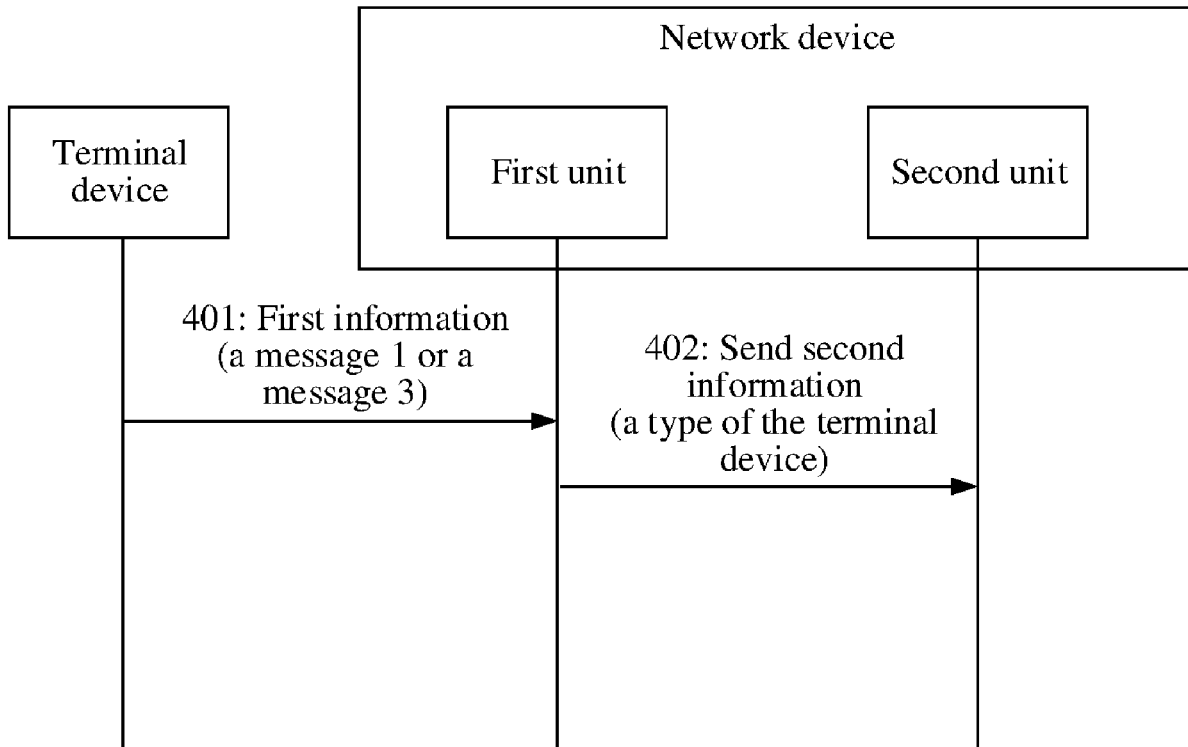 Network device
Terminal
device
First unit
Second unit
401: First information
(a message 1 or a
message 3)
402: Send second
information
(a type of the terminal
device)